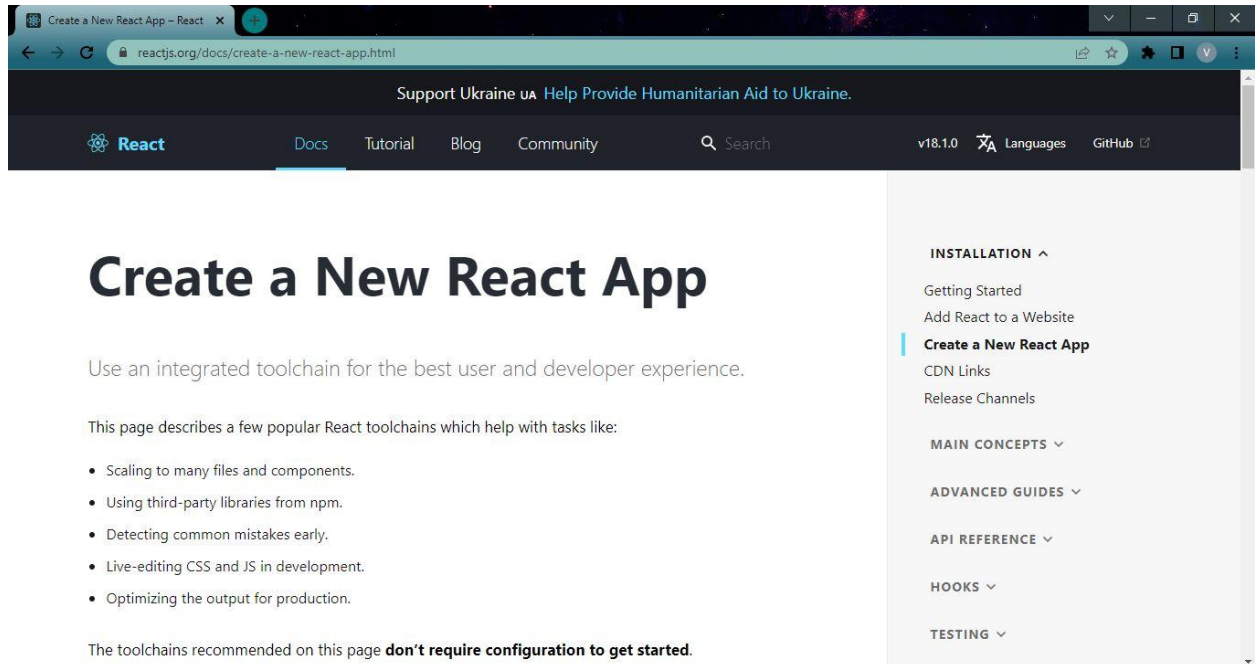 Create a New React App – React
reactjs.org/docs/create-a-new-react-app.html
V
Support Ukraine UA Help Provide Humanitarian Aid to Ukraine.
React Docs Tutorial Blog Community Search v18.1.0 Languages GitHub
Create a New React App
Use an integrated toolchain for the best user and developer experience.
This page describes a few popular React toolchains which help with tasks like:
• Scaling to many files and components.
• Using third-party libraries from npm.
• Detecting common mistakes early.
• Live-editing CSS and JS in development.
• Optimizing the output for production.
The toolchains recommended on this page don’t require configuration to get started.
INSTALLATION
Getting Started
Add React to a Website
Create a New React App
CDN Links
Release Channels
MAIN CONCEPTS
ADVANCED GUIDES
API REFERENCE
HOOKS
TESTING